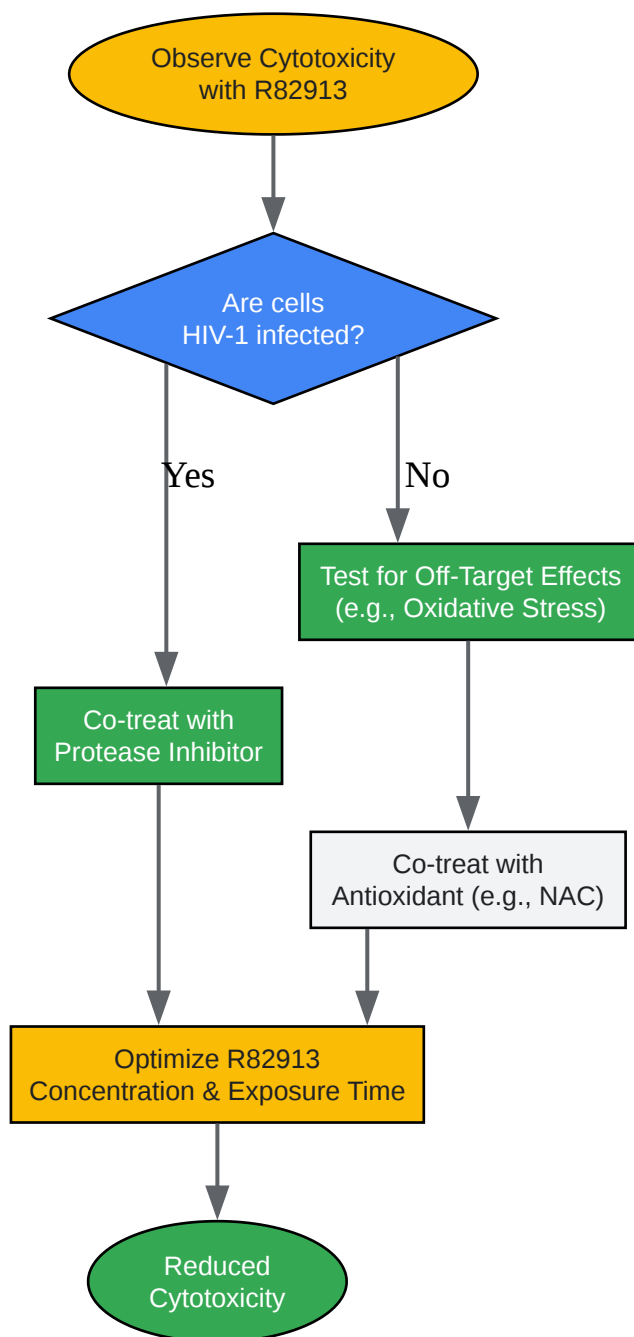 Observe Cytotoxicity
with R82913
Are cells
HIV-1 infected?
Yes
No
Test for Off-Target Effects
(e.g., Oxidative Stress)
Co-treat with
Protease Inhibitor
Co-treat with
Antioxidant (e.g., NAC)
Optimize R82913
Concentration & Exposure Time
Reduced
Cytotoxicity